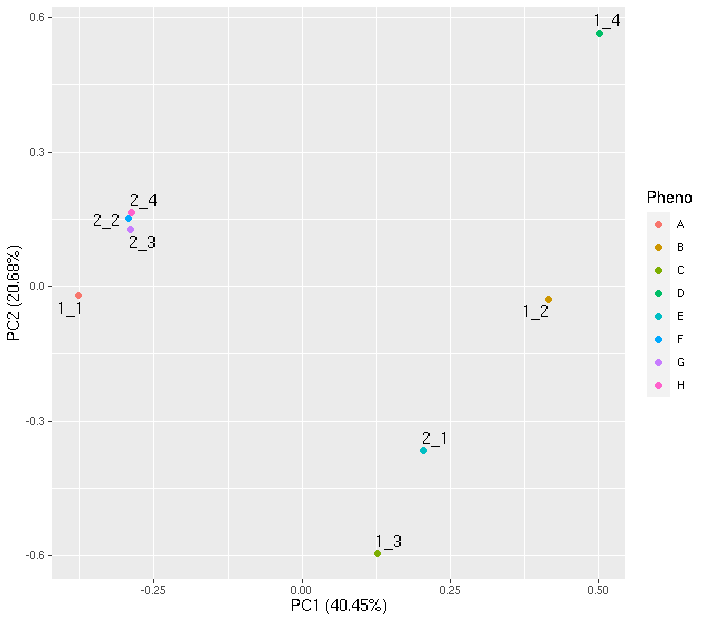 0.6
0.3
0.0
-0.3
-0.6
PC2 (20.68%)
1_4
2_4
2_2
2_3
1_1
1_2
2_1
1_3
-0.25
0.00
0.25
0.50
PC1 (40.45%)
Pheno
A
B
C
D
E
F
G
H